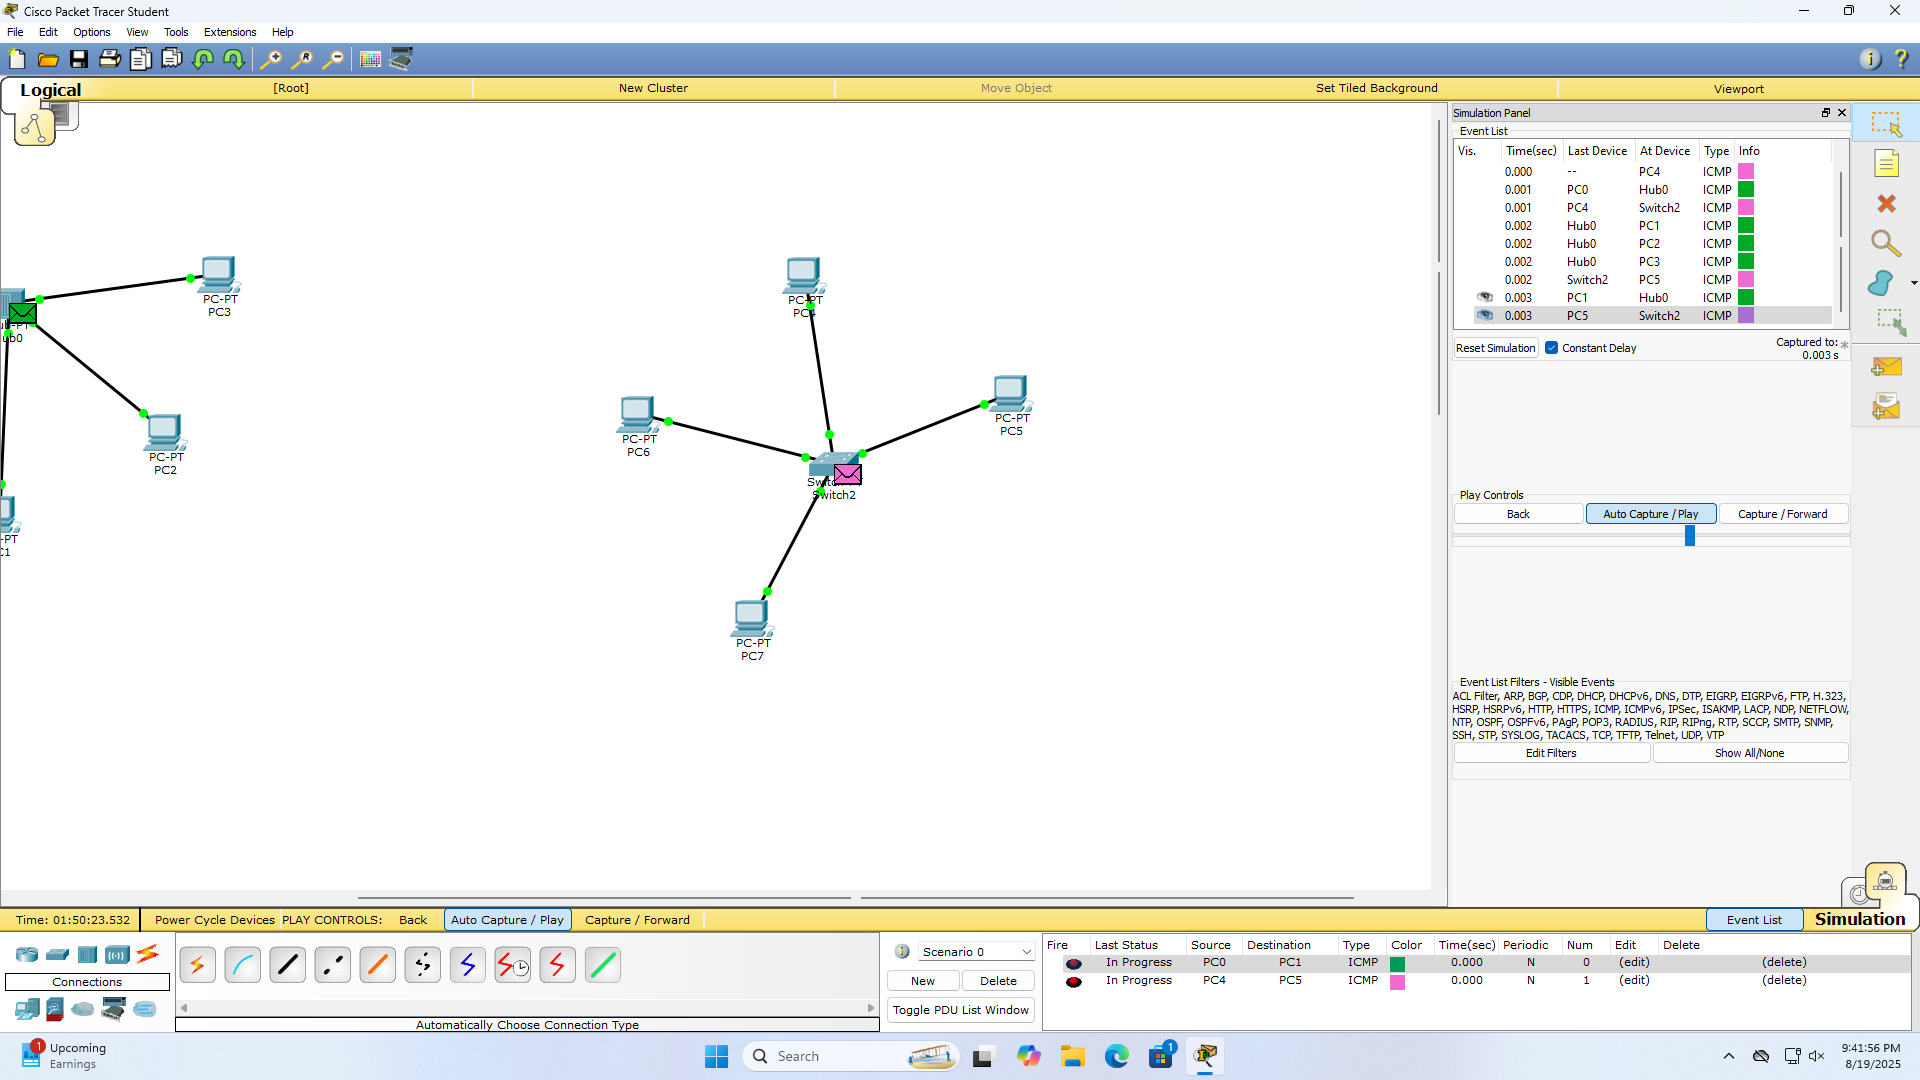 Cisco Packet Tracer Student
File Edit Options View Tools Extensions Help
Logical [Root] New Cluster Move Object Set Tiled Background Viewport
Simulation Panel
Event List
Vis. Time(sec) Last Device At Device Type Info
0.000 -- PC4 ICMP
0.001 PC0 Hub0 ICMP
0.001 PC4 Switch2 ICMP
0.002 Hub0 PC1 ICMP
0.002 Hub0 PC2 ICMP
0.002 Hub0 PC3 ICMP
0.002 Switch2 PC5 ICMP
0.003 PC1 Hub0 ICMP
0.003 PC5 Switch2 ICMP
Reset Simulation Constant Delay Captured to: *
0.003 s
PC-PT
PC3
PC-PT
PC4
ub0
PC-PT
PC5
PC-PT
PC6
PC-PT
PC2
Switch2
-PT
C1
PC-PT
PC7
Play Controls
Back Auto Capture / Play Capture / Forward
Event List Filters - Visible Events
ACL Filter, ARP, BGP, CDP, DHCP, DHCPv6, DNS, DTP, EIGRP, EIGRPv6, FTP, H.323,
HSRP, HSRPv6, HTTP, HTTPS, ICMP, ICMPv6, IPSec, ISAKMP, LACP, NDP, NETFLOW,
NTP, OSPF, OSPFv6, PAgP, POP3, RADIUS, RIP, RIPng, RTP, SCCP, SMTP, SNMP,
SSH, STP, SYSLOG, TACACS, TCP, TFTP, Telnet, UDP, VTP
Edit Filters Show All/None
Time: 01:50:23.532 Power Cycle Devices PLAY CONTROLS: Back Auto Capture / Play Capture / Forward Event List Simulation
Connections
Automatically Choose Connection Type
Scenario 0
New Delete
Toggle PDU List Window
Fire Last Status Source Destination Type Color Time(sec) Periodic Num Edit Delete
In Progress PC0 PC1 ICMP 0.000 N 0 (edit) (delete)
In Progress PC4 PC5 ICMP 0.000 N 1 (edit) (delete)
1 Upcoming
Earnings
Search
1
9:41:56 PM
8/19/2025